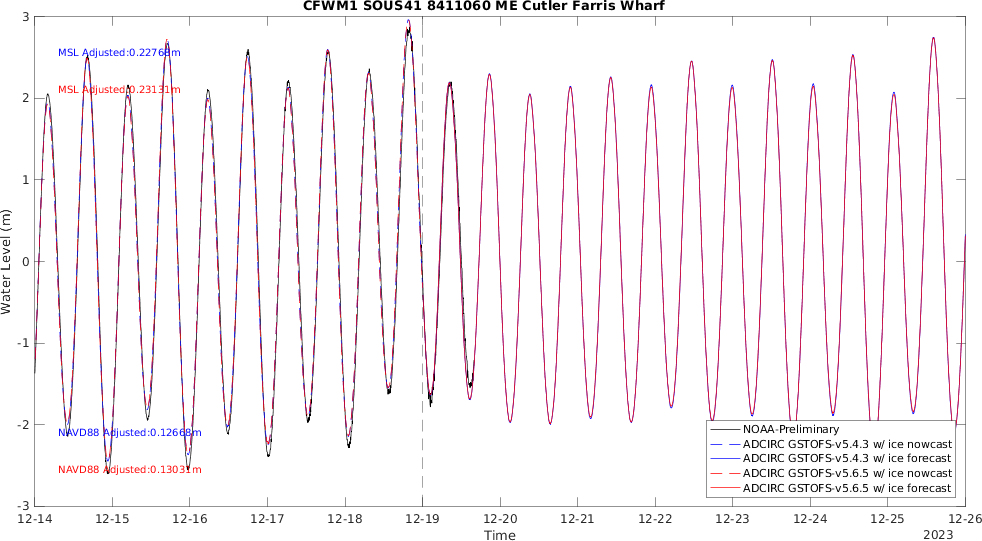 CFWM1 SOUS41 8411060 ME Cutler Farris Wharf
3
2
1
0
-1
-2
-3
Water Level (m)
MSL Adjusted:0.22768m
MSL Adjusted:0.23131m
NAVD88 Adjusted:0.12668m
NAVD88 Adjusted:0.13031m
NOAA-Preliminary
ADCIRC GSTOFS-v5.4.3 w/ ice nowcast
ADCIRC GSTOFS-v5.4.3 w/ ice forecast
ADCIRC GSTOFS-v5.6.5 w/ ice nowcast
ADCIRC GSTOFS-v5.6.5 w/ ice forecast
12-14 12-15 12-16 12-17 12-18 12-19 12-20 12-21 12-22 12-23 12-24 12-25 12-26
Time
2023